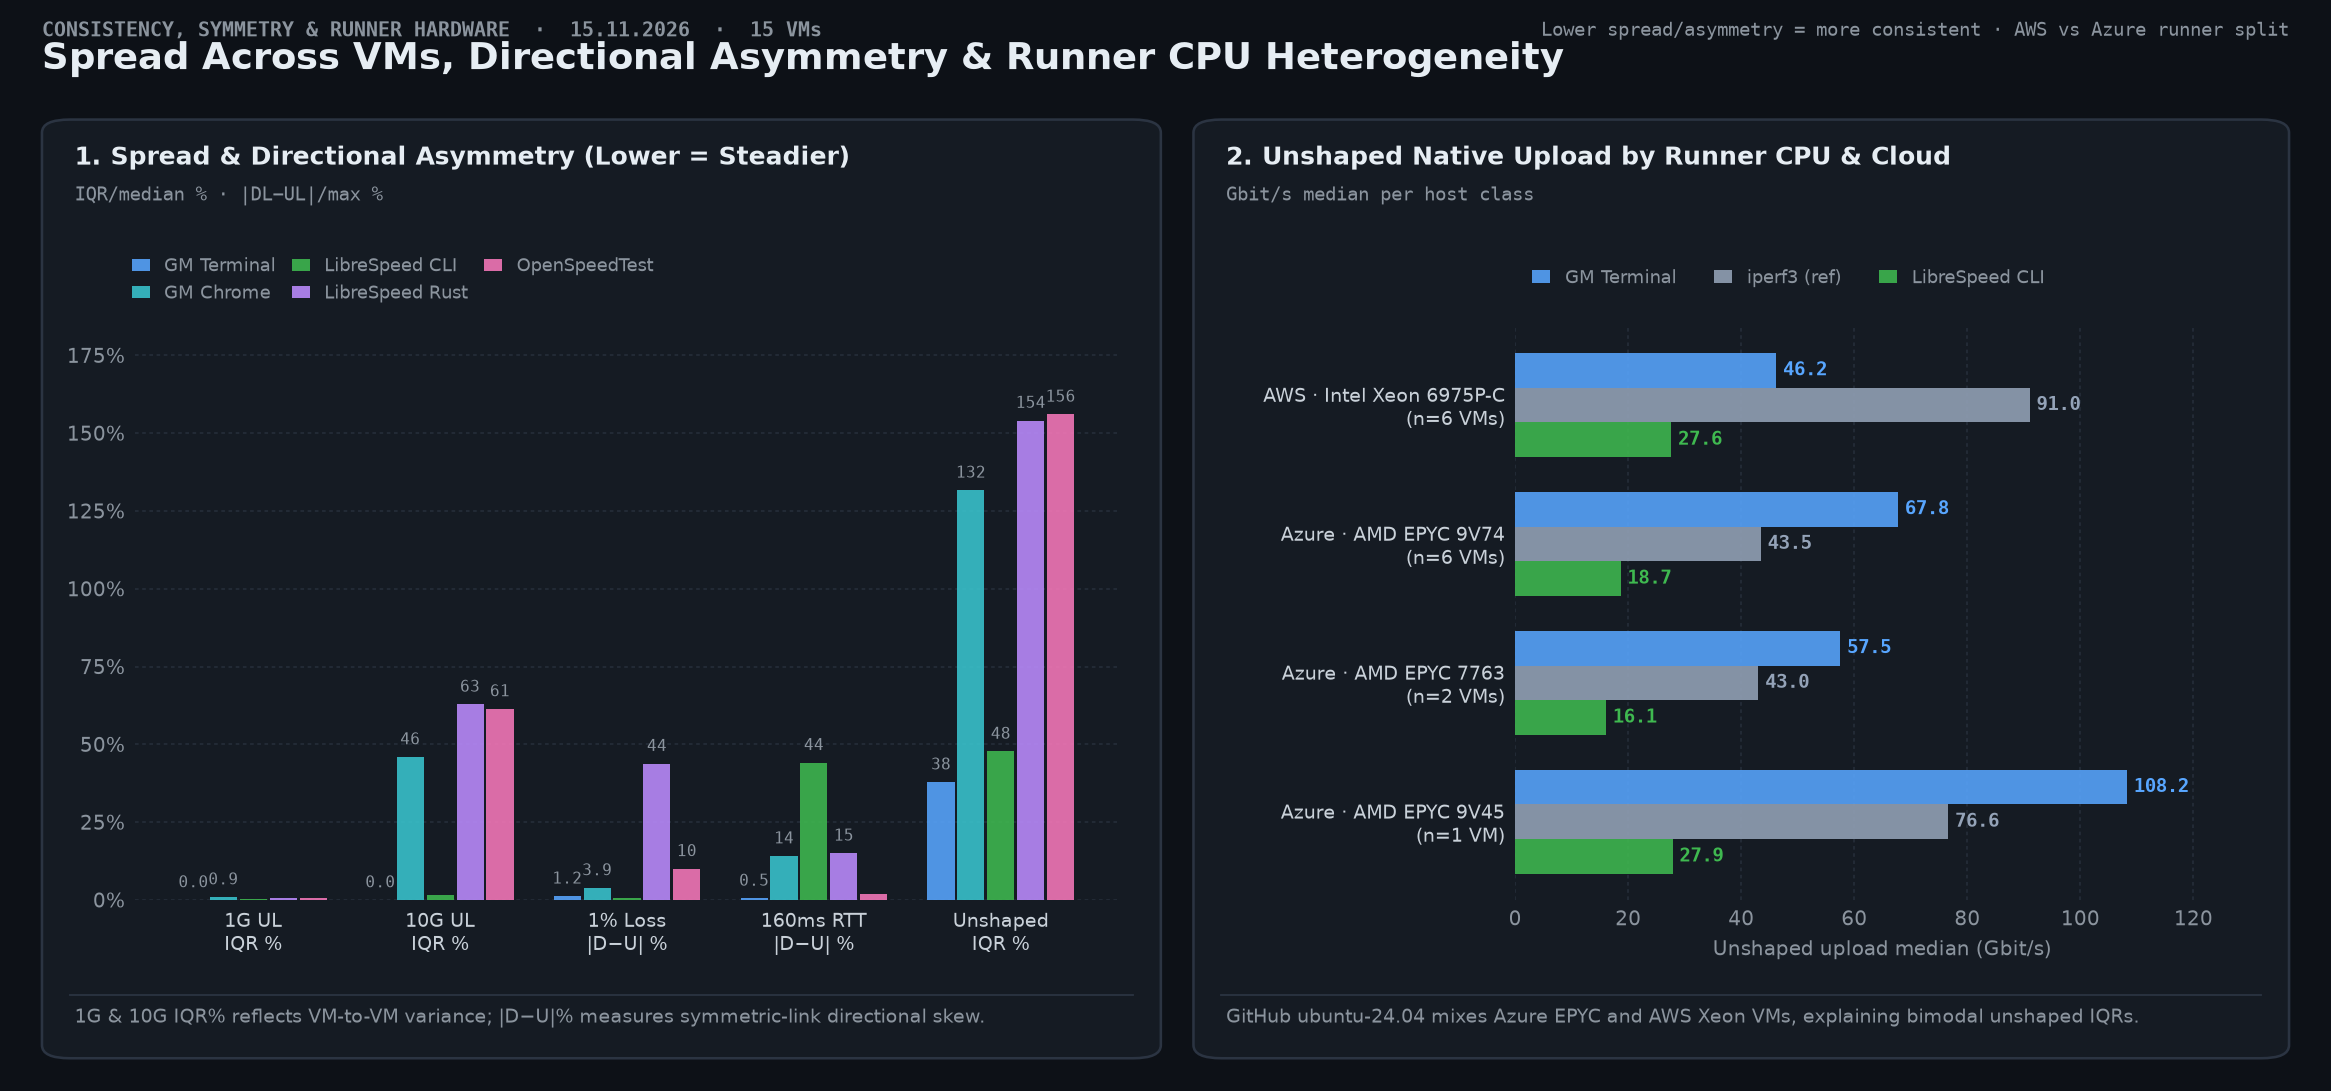 CONSISTENCY, SYMMETRY & RUNNER HARDWARE · 15.11.2026 · 15 VMs
Lower spread/asymmetry = more consistent · AWS vs Azure runner split
Spread Across VMs, Directional Asymmetry & Runner CPU Heterogeneity
1. Spread & Directional Asymmetry (Lower = Steadier)
IQR/median % · |DL−UL|/max %
GM Terminal
LibreSpeed CLI
OpenSpeedTest
GM Chrome
LibreSpeed Rust
175%
150%
125%
100%
75%
50%
25%
0%
0.0
0.9
0.0
46
63
61
1.2
3.9
44
10
0.5
14
44
15
38
132
48
154
156
1G UL
IQR %
10G UL
IQR %
1% Loss
|D−U| %
160ms RTT
|D−U| %
Unshaped
IQR %
1G & 10G IQR% reflects VM-to-VM variance; |D−U|% measures symmetric-link directional skew.
2. Unshaped Native Upload by Runner CPU & Cloud
Gbit/s median per host class
GM Terminal
iperf3 (ref)
LibreSpeed CLI
AWS · Intel Xeon 6975P-C
(n=6 VMs)
46.2
91.0
27.6
Azure · AMD EPYC 9V74
(n=6 VMs)
67.8
43.5
18.7
Azure · AMD EPYC 7763
(n=2 VMs)
57.5
43.0
16.1
Azure · AMD EPYC 9V45
(n=1 VM)
108.2
76.6
27.9
0
20
40
60
80
100
120
Unshaped upload median (Gbit/s)
GitHub ubuntu-24.04 mixes Azure EPYC and AWS Xeon VMs, explaining bimodal unshaped IQRs.